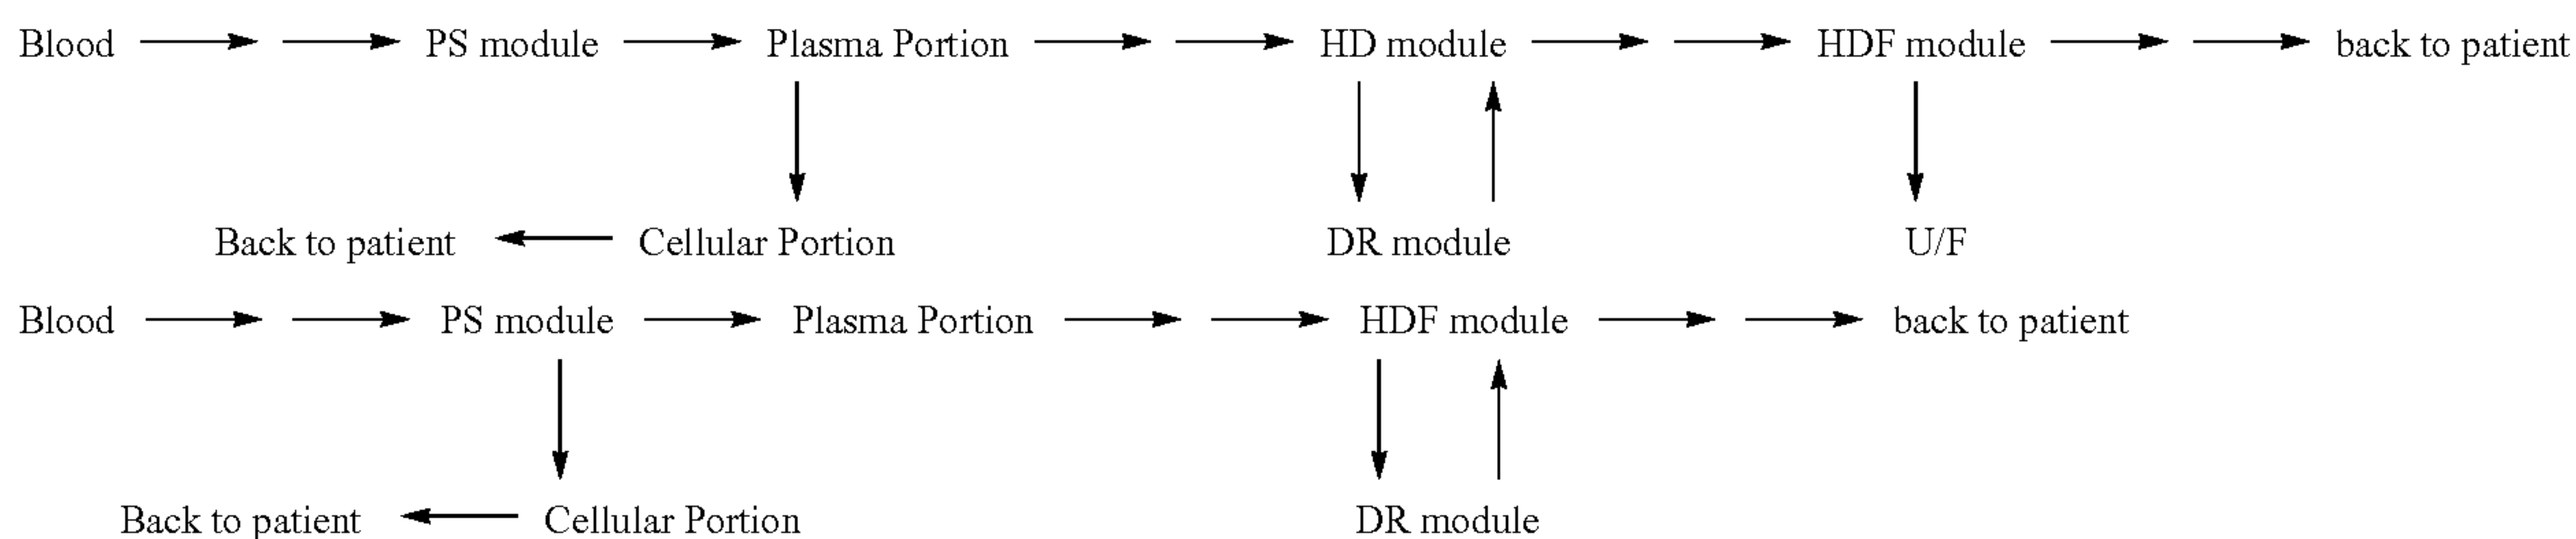 Blood PS module Plasma Portion HD module HDF module back to patient
Back to patient Cellular Portion DR module U/F
Blood PS module Plasma Portion HDF module back to patient
Back to patient Cellular Portion DR module